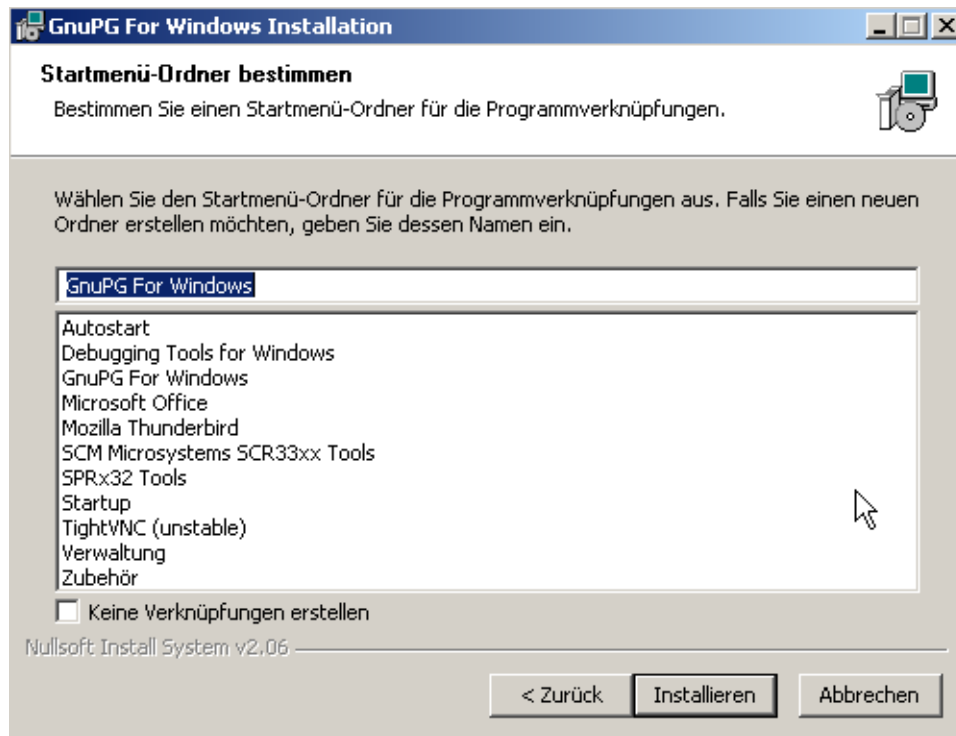 GnuPG For Windows Installation
Startmenü-Ordner bestimmen
Bestimmen Sie einen Startmenü-Ordner für die Programmverknüpfungen.
Wählen Sie den Startmenü-Ordner für die Programmverknüpfungen aus. Falls Sie einen neuen
Ordner erstellen möchten, geben Sie dessen Namen ein.
GnuPG For Windows
Autostart
Debugging Tools for Windows
GnuPG For Windows
Microsoft Office
Mozilla Thunderbird
SCM Microsystems SCR33xx Tools
SPRx32 Tools
Startup
TightVNC (unstable)
Verwaltung
Zubehör
Keine Verknüpfungen erstellen
Nullsoft Install System v2.06
< Zurück Installieren Abbrechen